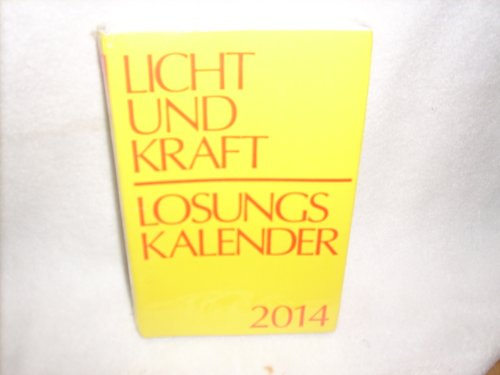 LICHT
UND
KRAFT
LOSUNGS
KALENDER
2014